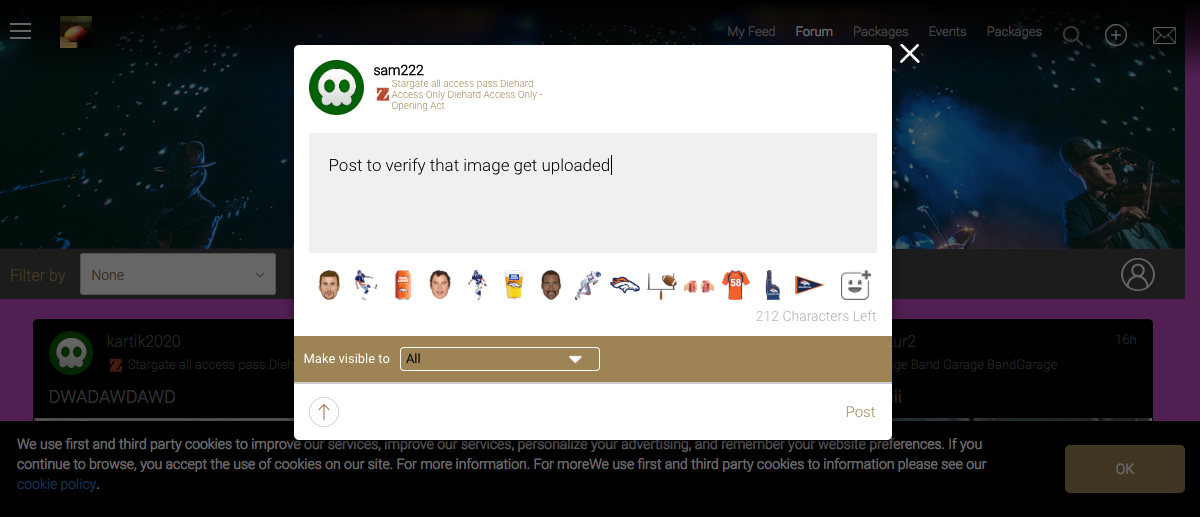 My Feed Forum Packages Events Packages
sam222
Stargate all access pass.Diehard
Access Only Diehard Access Only -
Opening Act
Post to verify that image get uploaded
Filter by None
58
212 Characters Left
Make visible to All
kartik2020
Stargate all access pass.Dieh
DWADAWDAWD
ur2 16h
ge Band Garage BandGarage
ii
Post
We use first and third party cookies to improve our services, improve our services, personalize your advertising, and remember your website preferences. If you
continue to browse, you accept the use of cookies on our site. For more information. For moreWe use first and third party cookies to information please see our
cookie policy.
OK